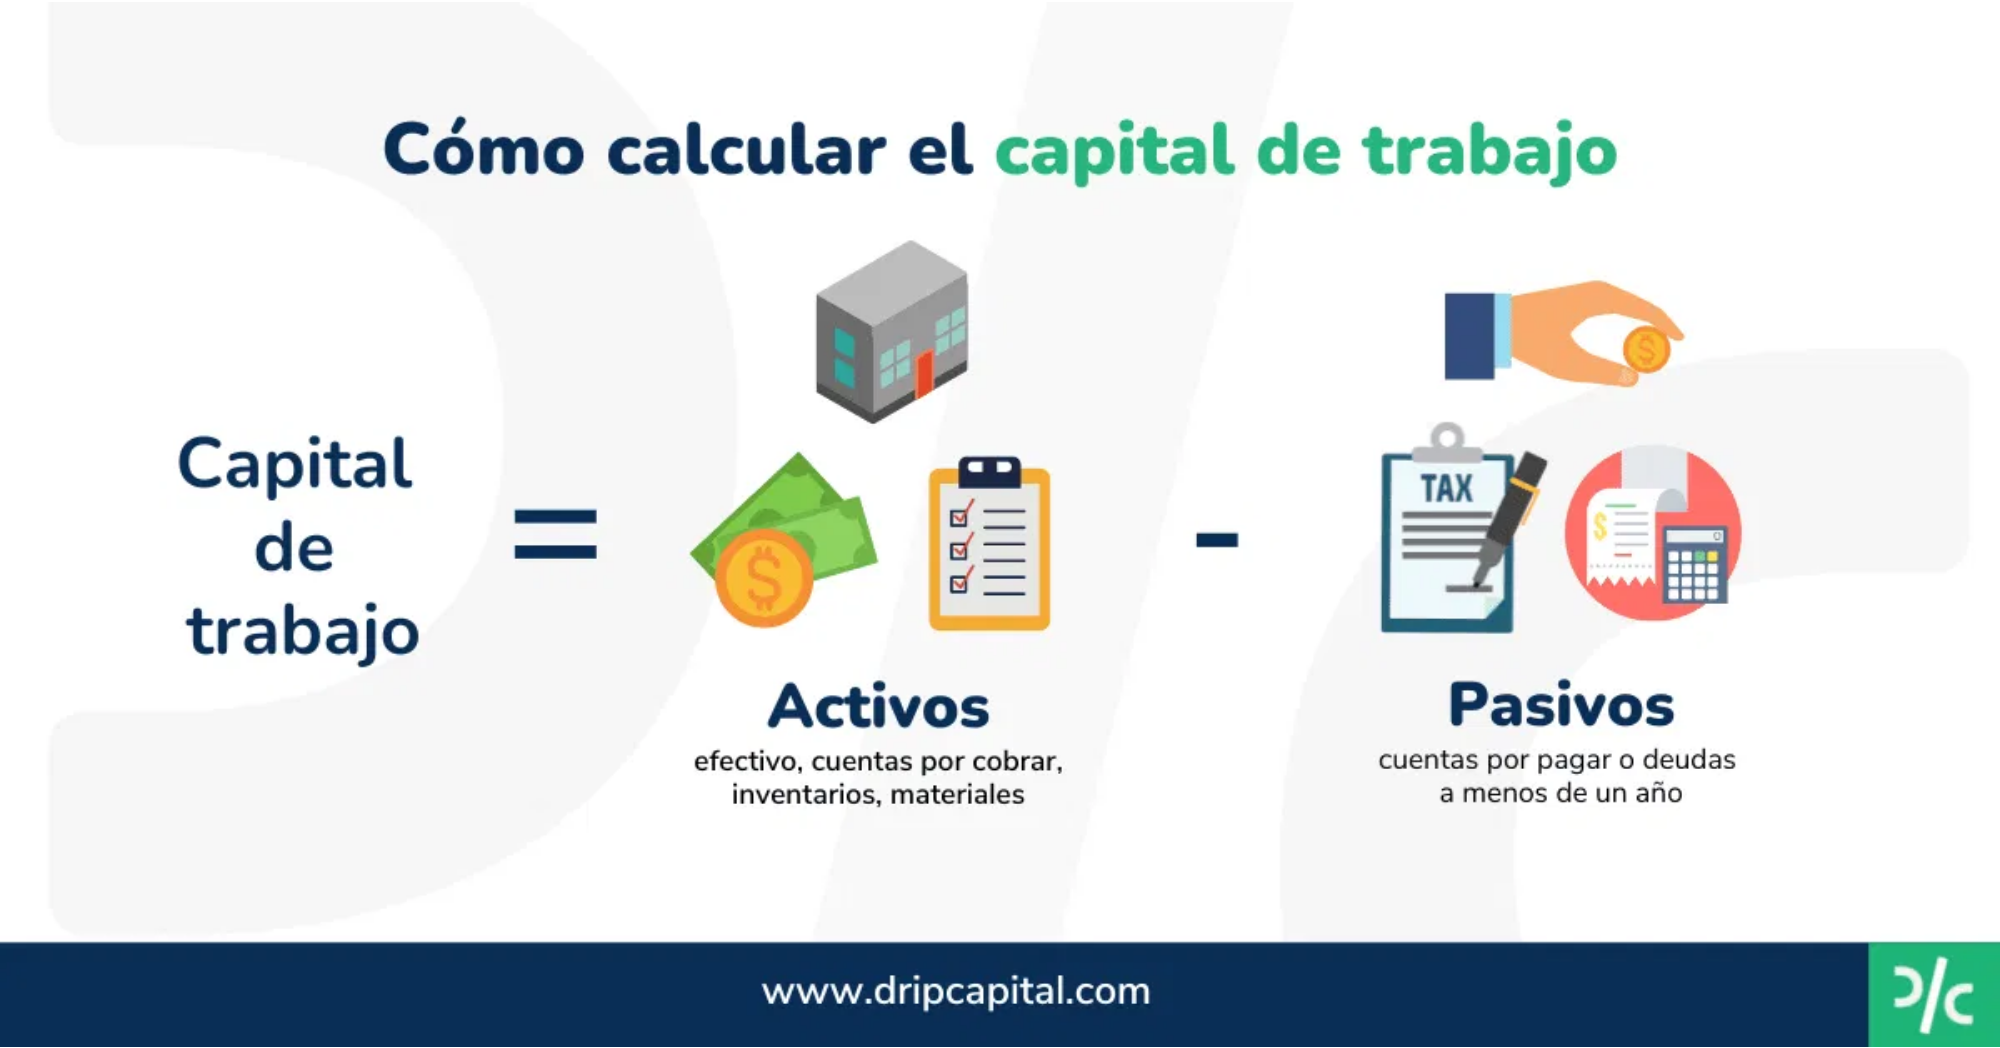 Cómo calcular el capital de trabajo
Capital
de
trabajo
=
-
TAX
$
$
$
0
Activos
efectivo, cuentas por cobrar,
inventarios, materiales
Pasivos
cuentas por pagar o deudas
a menos de un año
www.dripcapital.com
D/C